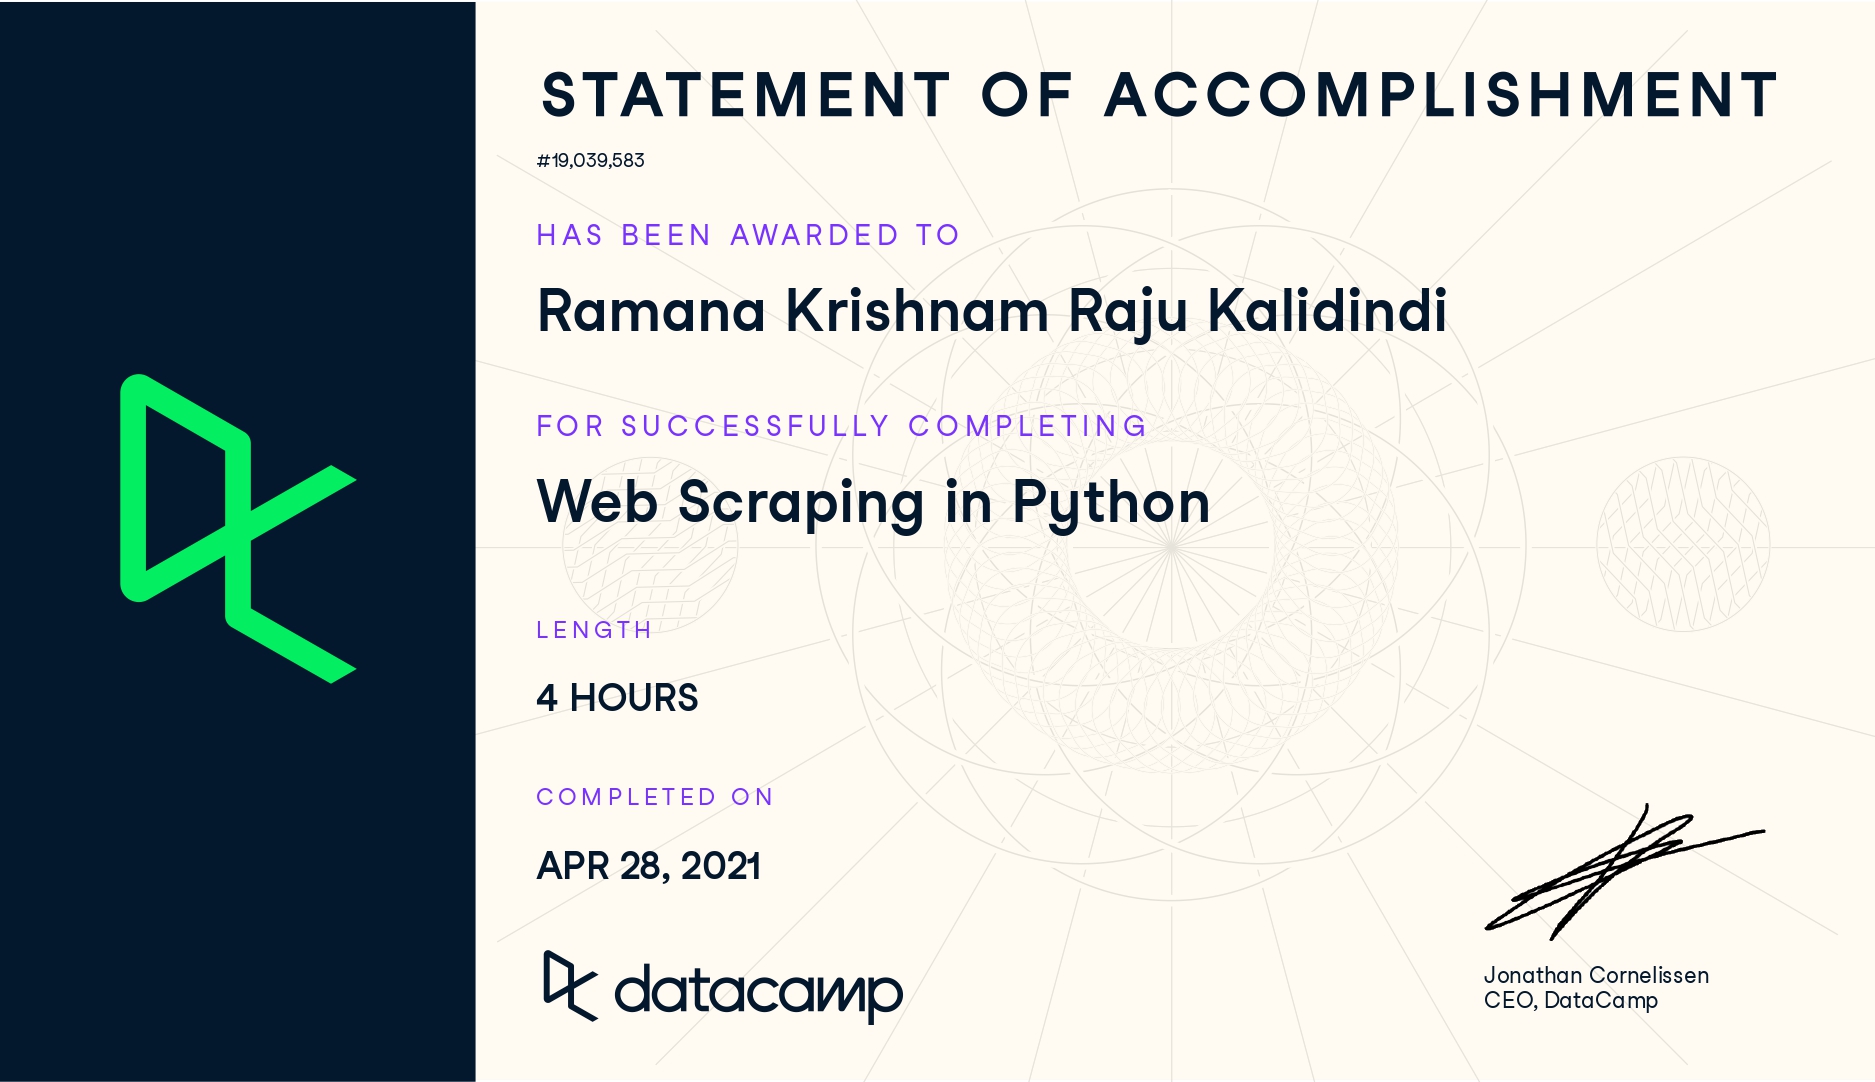 STATEMENT OF ACCOMPLISHMENT
#19,039,583
HAS BEEN AWARDED TO
Ramana Krishnam Raju Kalidindi
FOR SUCCESSFULLY COMPLETING
Web Scraping in Python
LENGTH
4 HOURS
COMPLETED ON
APR 28, 2021
datacamp
Jonathan Cornelissen
CEO, DataCamp